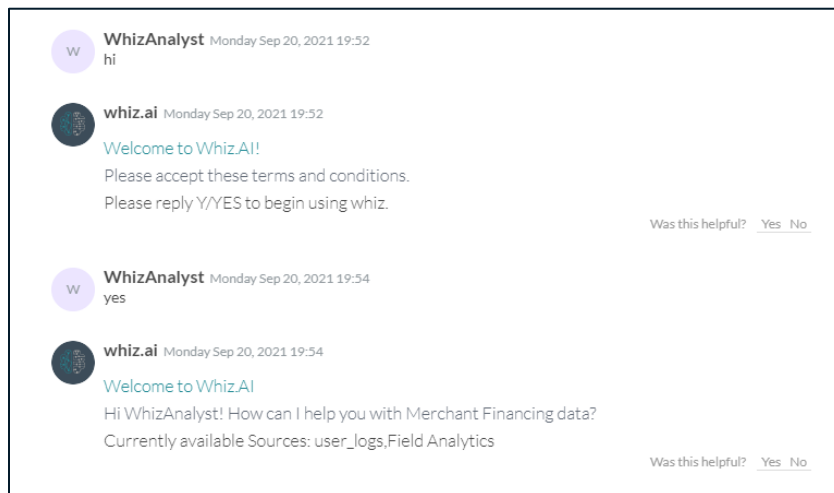 W
WhizAnalyst Monday Sep 20, 2021 19:52
hi
whiz.ai Monday Sep 20, 2021 19:52
Welcome to Whiz.AI!
Please accept these terms and conditions.
Please reply Y/YES to begin using whiz.
Was this helpful? Yes No
W
WhizAnalyst Monday Sep 20, 2021 19:54
yes
whiz.ai Monday Sep 20, 2021 19:54
Welcome to Whiz.AI
Hi WhizAnalyst! How can I help you with Merchant Financing data?
Currently available Sources: user_logs,Field Analytics
Was this helpful? Yes No